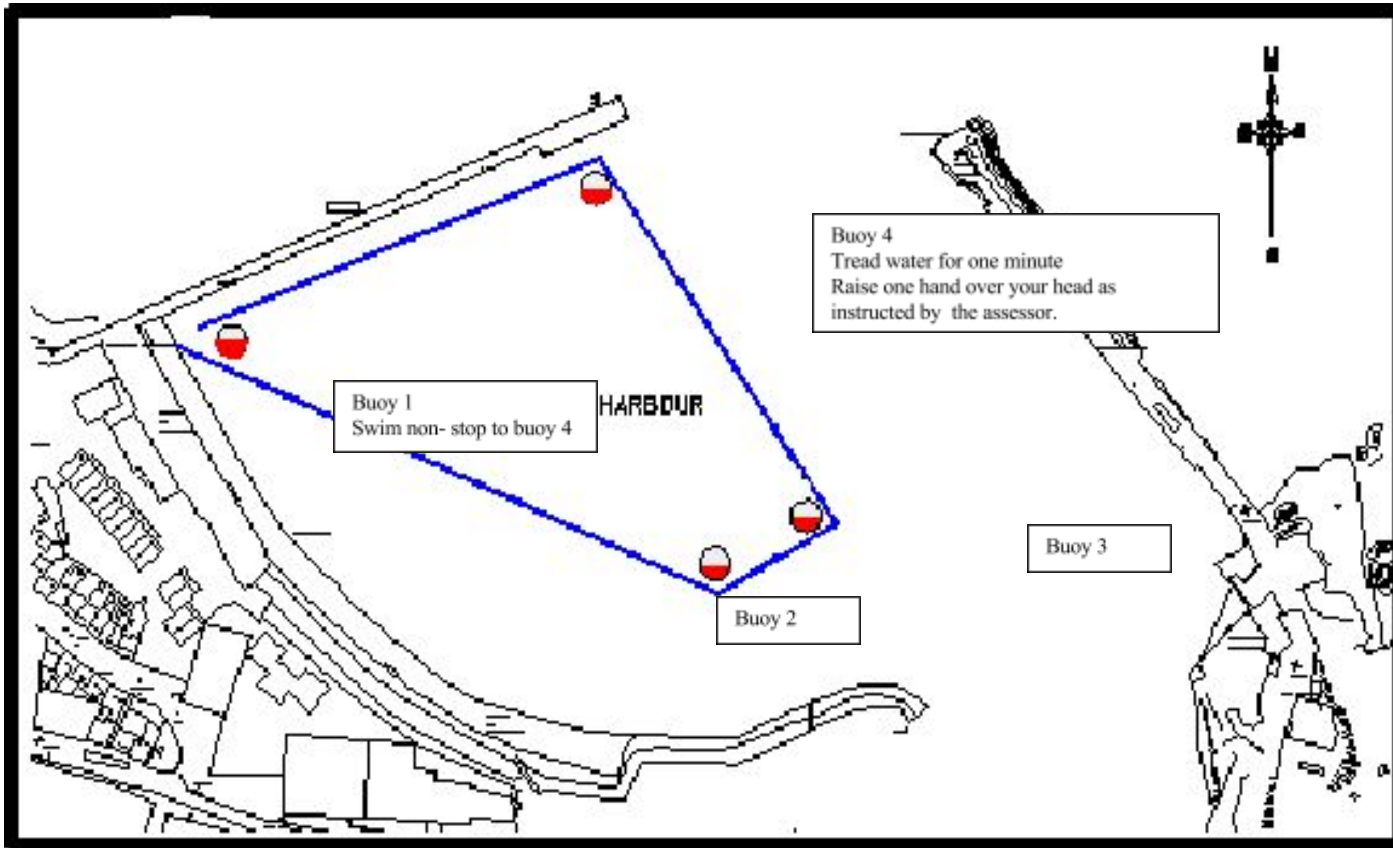 Buoy 4
Tread water for one minute
Raise one hand over your head as
instructed by the assessor.
Buoy 1
Swim non- stop to buoy 4
HARBOUR
Buoy 3
Buoy 2